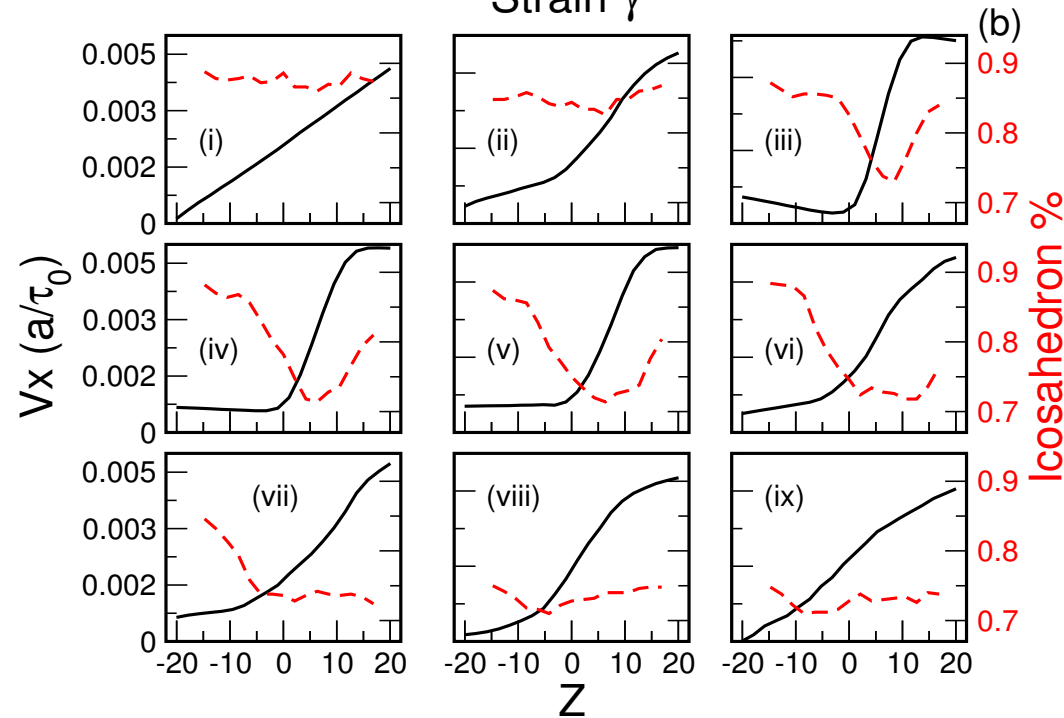 Strain γ
(b)
0.005
0.003
0.002
0
(i)
(ii)
(iii)
0.9
0.8
0.7
0.005
0.003
0.002
0
(iv)
(v)
(vi)
0.9
0.8
0.7
0.005
0.003
0.002
0
(vii)
(viii)
(ix)
0.9
0.8
0.7
-20 -10 0 10 20
-20 -10 0 10 20
-20 -10 0 10 20
Z
Vx (a/τ0)
Icosahedron %